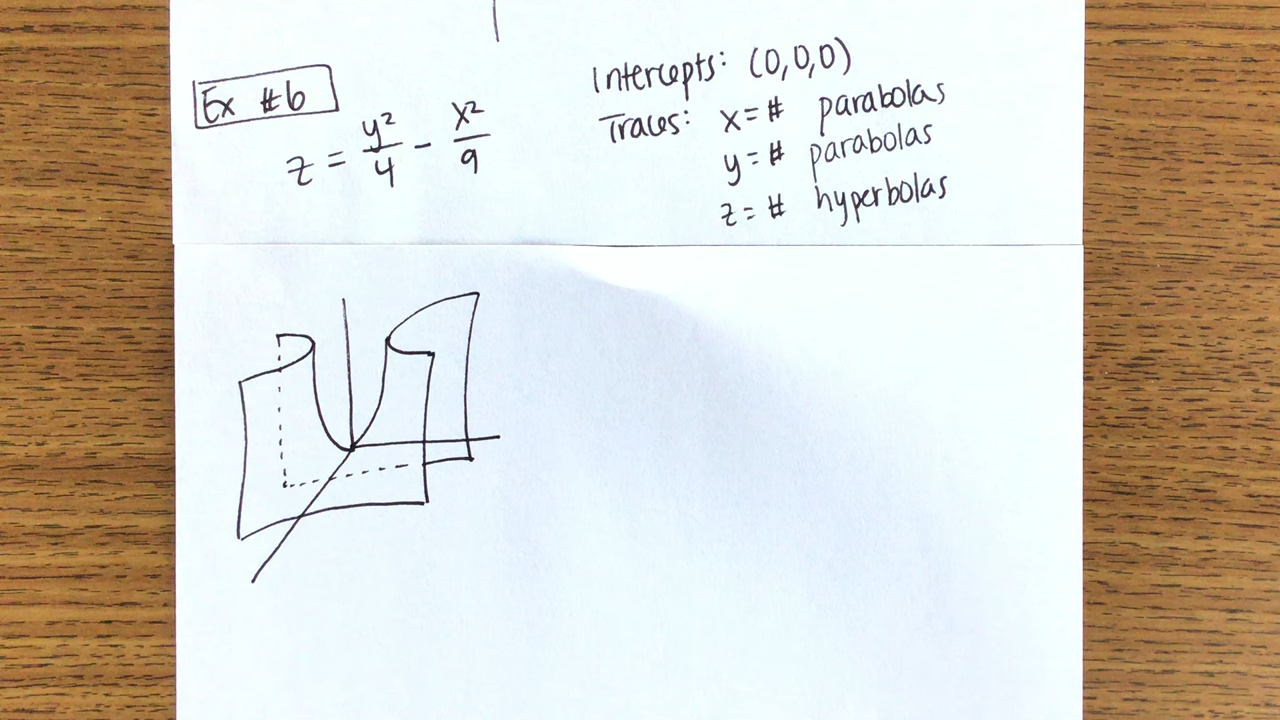 Ex #6
z = y²/4 - x²/9
Intercepts: (0,0,0)
Traces: x=# parabolas
y=# parabolas
z=# hyperbolas